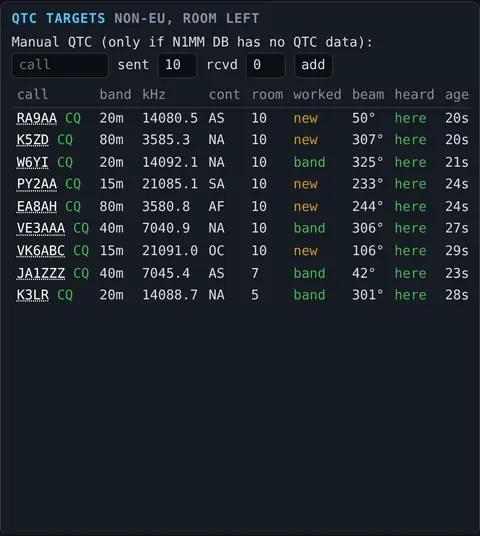 QTC TARGETS NON-EU, ROOM LEFT
Manual QTC (only if N1MM DB has no QTC data):
call sent 10 rcvd 0 add
call band kHz cont room worked beam heard age
RA9AA CQ 20m 14080.5 AS 10 new 50° here 20s
K5ZD CQ 80m 3585.3 NA 10 new 307° here 20s
W6YI CQ 20m 14092.1 NA 10 band 325° here 21s
PY2AA CQ 15m 21085.1 SA 10 new 233° here 24s
EA8AH CQ 80m 3580.8 AF 10 new 244° here 24s
VE3AAA CQ 40m 7040.9 NA 10 band 306° here 27s
VK6ABC CQ 15m 21091.0 OC 10 new 106° here 29s
JA1ZZZ CQ 40m 7045.4 AS 7 band 42° here 23s
K3LR CQ 20m 14088.7 NA 5 band 301° here 28s